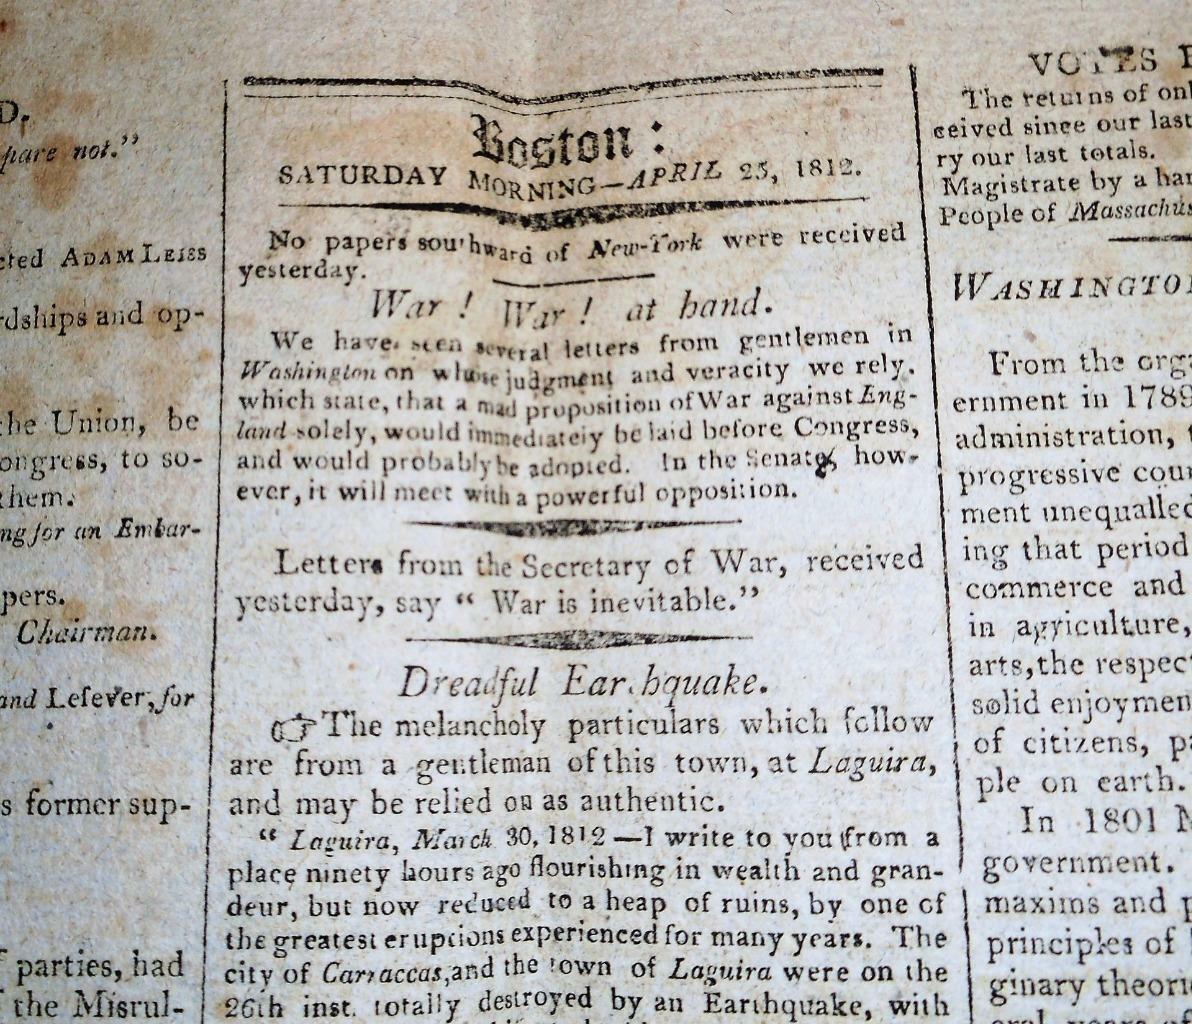 D.
pare not."
cted ADAM LEISS
rdships and op-
the Union, be
ongress, to so-
them.
ng for an Embar-
pers.
Chairman.
and Lefever, for
s former sup-
parties, had
the Misrul-
Boston :
SATURDAY MORNING—APRIL 25, 1812.
No papers southward of New-York were received
yesterday.
War ! War ! at hand.
We have seen several letters from gentlemen in
Washington on whose judgment and veracity we rely.
which state, that a mad proposition of War against Eng-
land solely, would immediately be laid before Congress,
and would probably be adopted. In the Senate, how-
ever, it will meet with a powerful opposition.
Letters from the Secretary of War, received
yesterday, say " War is inevitable."
Dreadful Earthquake.
☞ The melancholy particulars which follow
are from a gentleman of this town, at Laguira,
and may be relied on as authentic.
" Laguira, March 30, 1812 —I write to you from a
place ninety hours ago flourishing in wealth and gran-
deur, but now reduced to a heap of ruins, by one of
the greatest eruptions experienced for many years. The
city of Carraccas, and the town of Laguira were on the
26th inst. totally destroyed by an Earthquake, with
VOTES
The returns of onl
ceived since our last
ry our last totals.
Magistrate by a han
People of Massachus
WASHINGTO
From the orga
ernment in 1789
administration,
progressive cou
ment unequalled
ing that period
commerce and
in agriculture,
arts, the respec
solid enjoymen
of citizens, p
ple on earth.
In 1801
government.
maxims and p
principles of
ginary theori